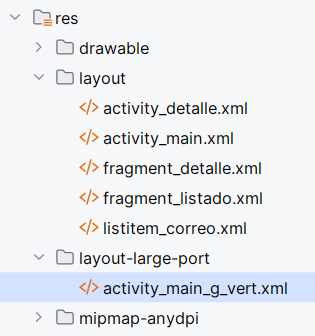 res
drawable
layout
activity_detalle.xml
activity_main.xml
fragment_detalle.xml
fragment_listado.xml
listitem_correo.xml
layout-large-port
activity_main_g_vert.xml
mipmap-anydpi